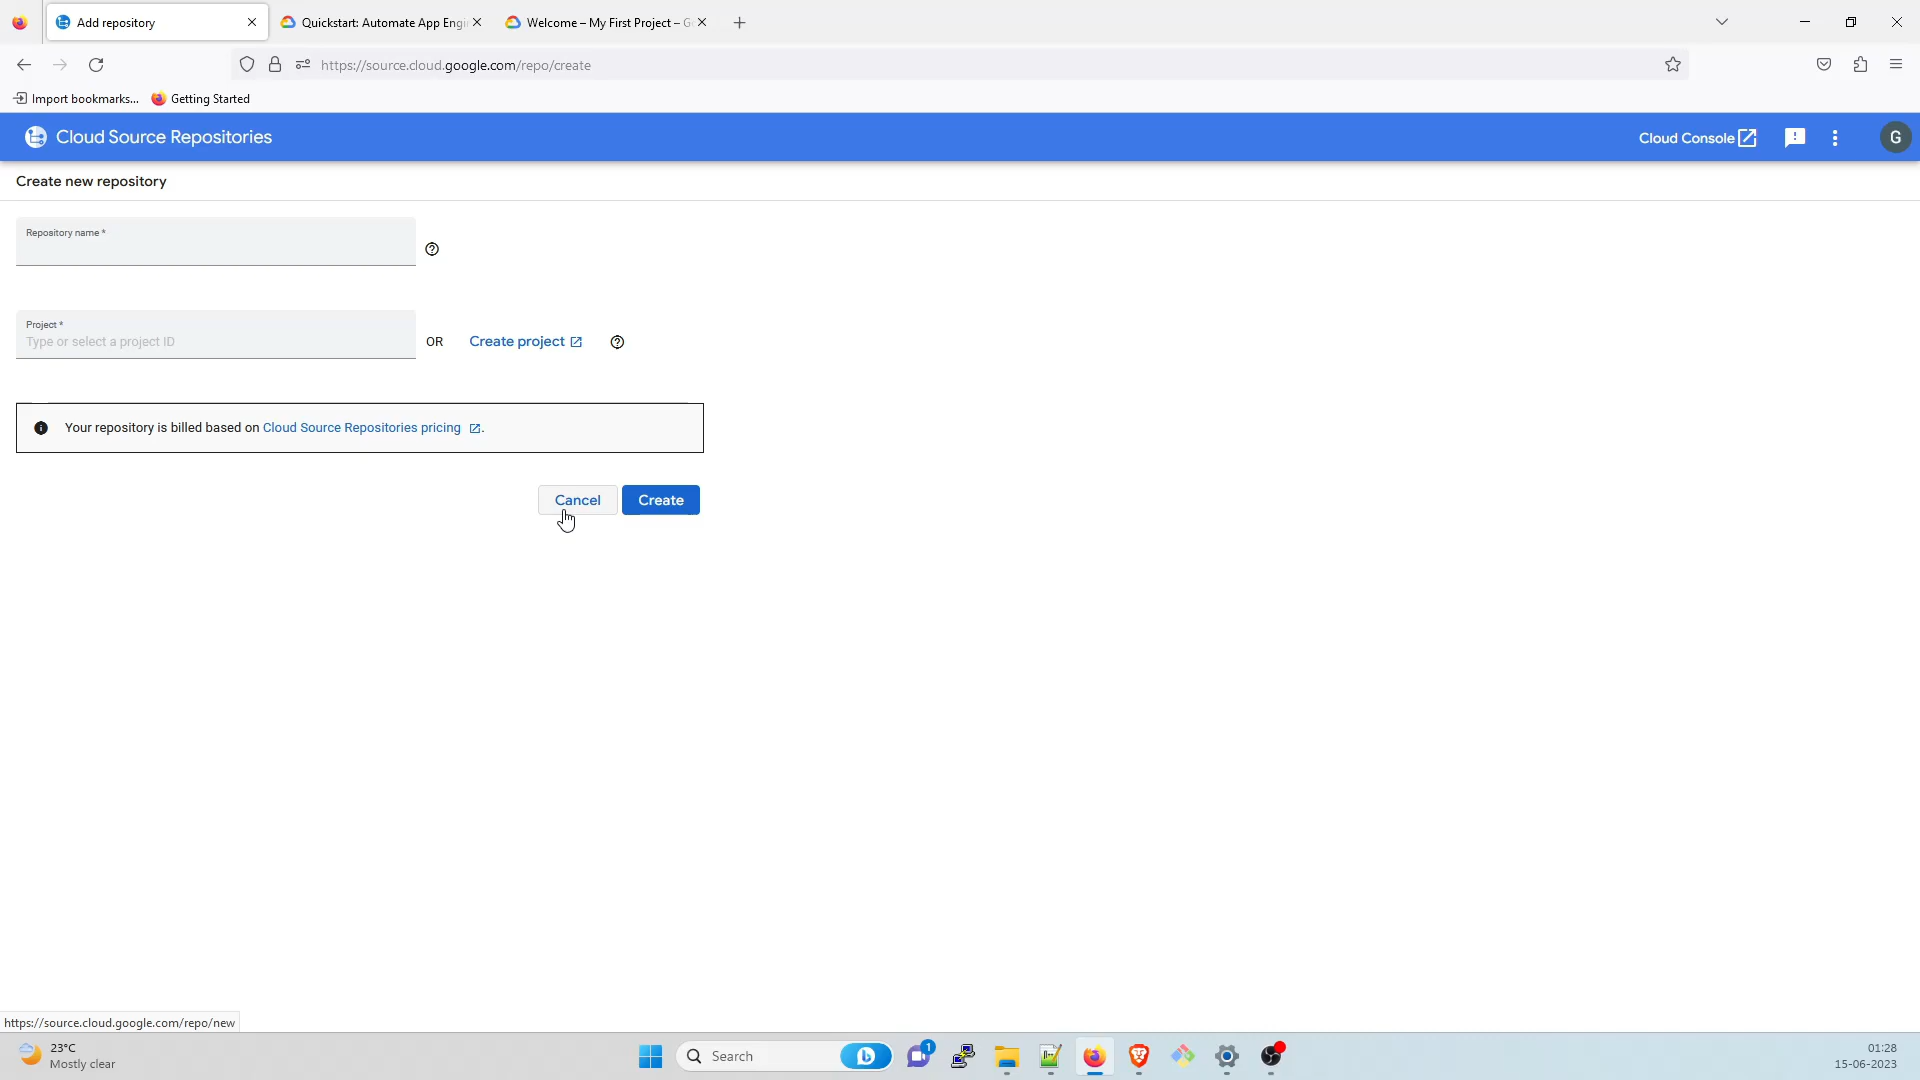 Add repository
Quickstart: Automate App Engi
Welcome – My First Project – Go
https://source.cloud.google.com/repo/create
Import bookmarks...
Getting Started
Cloud Source Repositories
Cloud Console
G
Create new repository
Repository name *
Project *
Type or select a project ID
OR
Create project
Your repository is billed based on Cloud Source Repositories pricing .
Cancel
Create
https://source.cloud.google.com/repo/new
23°C
Mostly clear
Search
1
01:28
15-06-2023